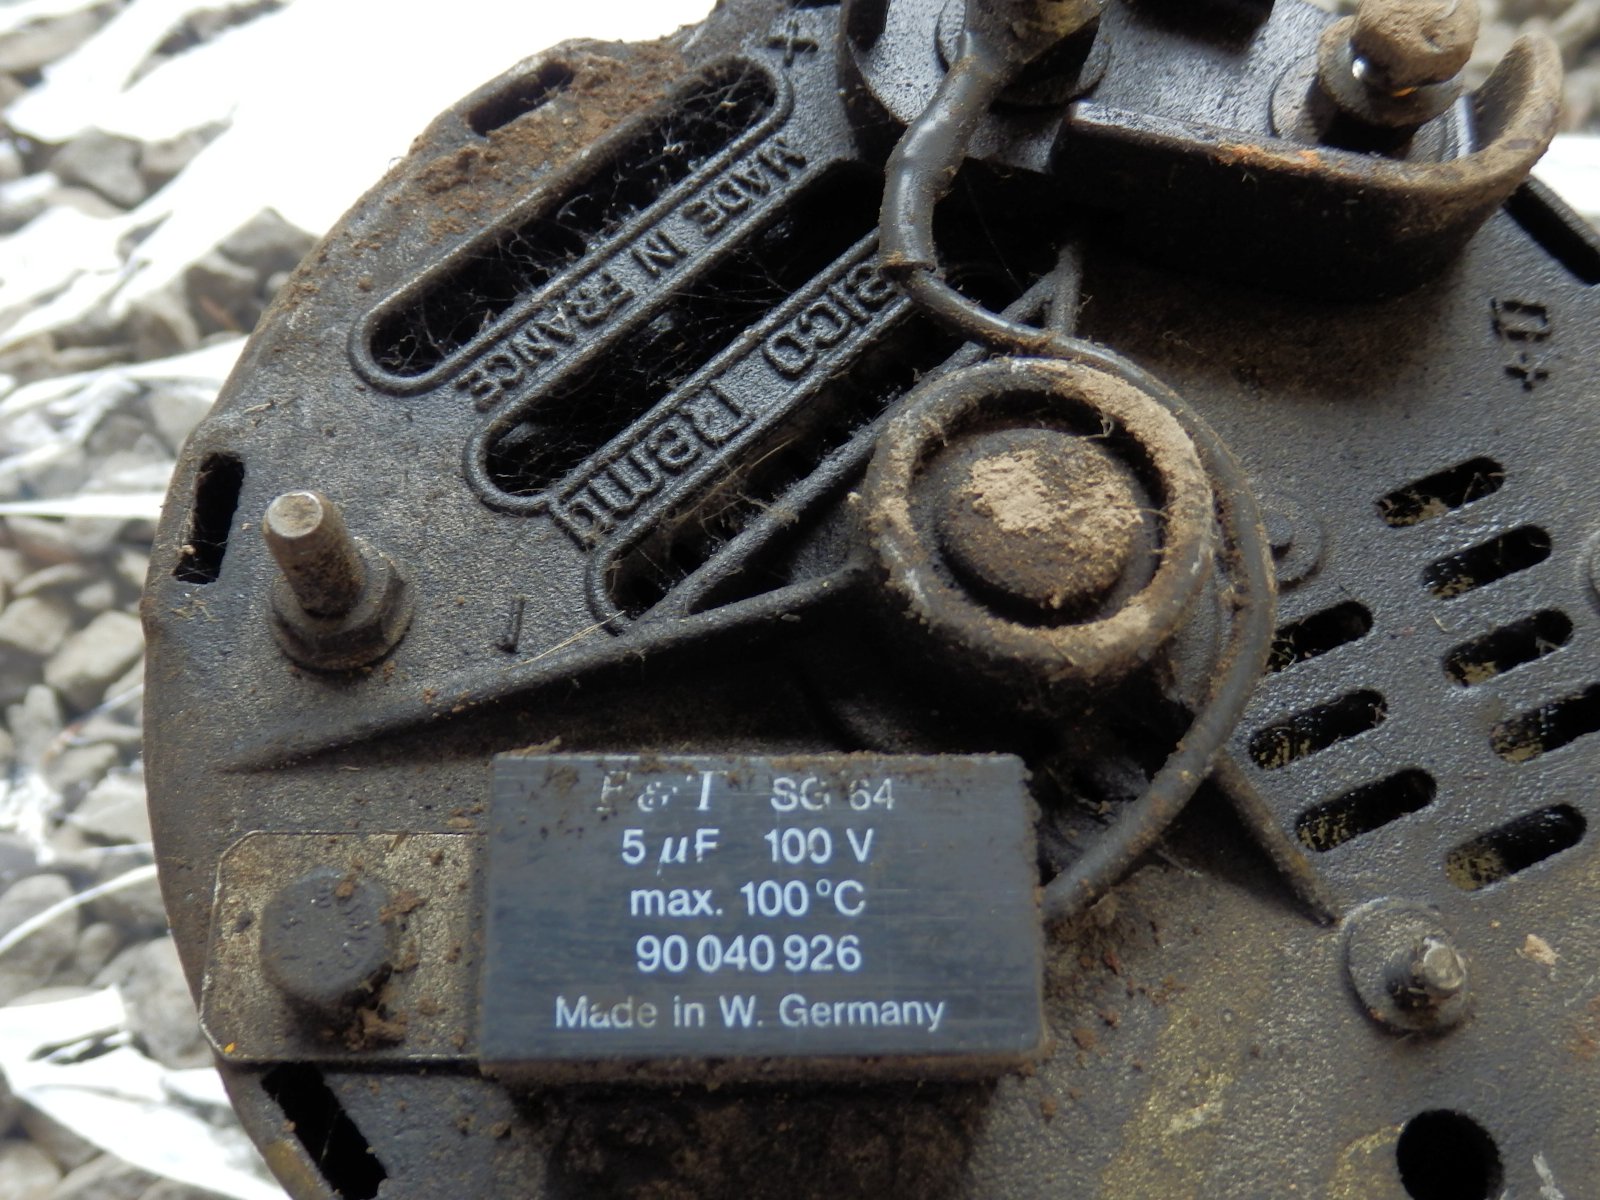 +
MADE IN FRANCE
D+
F&T SG 64
5 µF 100 V
max. 100 °C
90 040 926
Made in W. Germany